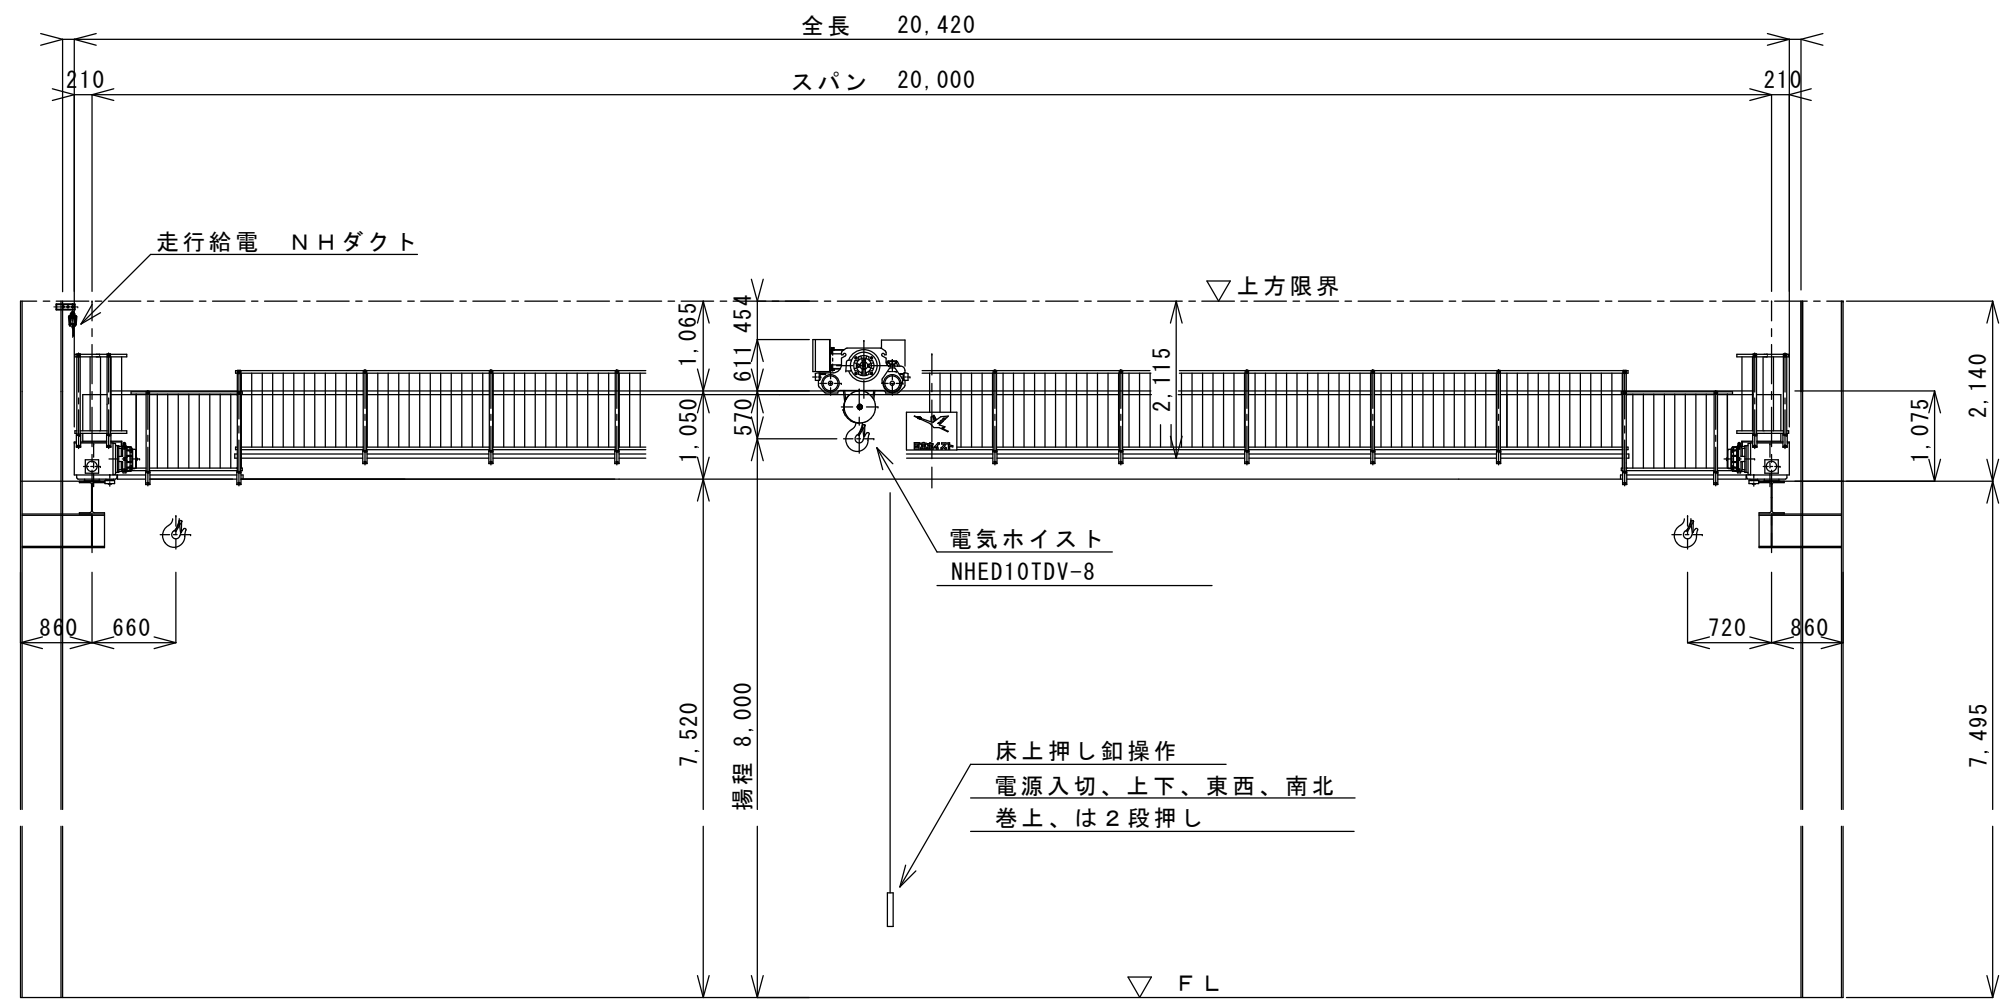 全長 20,420
210 スパン 20,000 210
走行給電 ＮＨダクト
上方限界
1,065
454
611
2,115
2,140
1,050
570
1,075
電気ホイスト
NHED10TDV-8
860 660 720 860
7,520
揚程 8,000
7,495
床上押し釦操作
電源入切、上下、東西、南北
巻上、は２段押し
ＦＬ